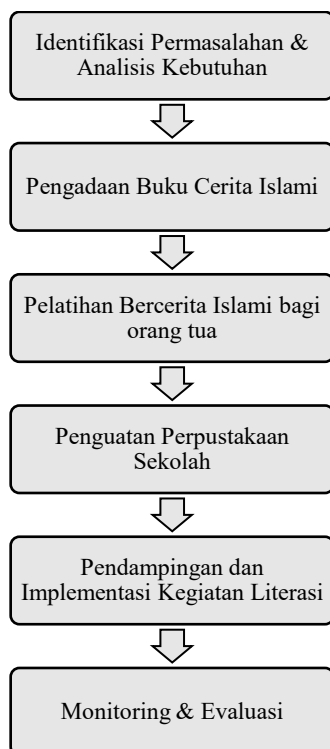 Identifikasi Permasalahan &
Analisis Kebutuhan
Pengadaan Buku Cerita Islami
Pelatihan Bercerita Islami bagi
orang tua
Penguatan Perpustakaan
Sekolah
Pendampingan dan
Implementasi Kegiatan Literasi
Monitoring & Evaluasi